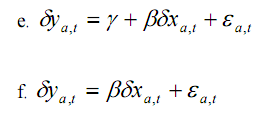 e. δy_{a,t} = γ + βδx_{a,t} + ε_{a,t}
f. δy_{a,t} = βδx_{a,t} + ε_{a,t}